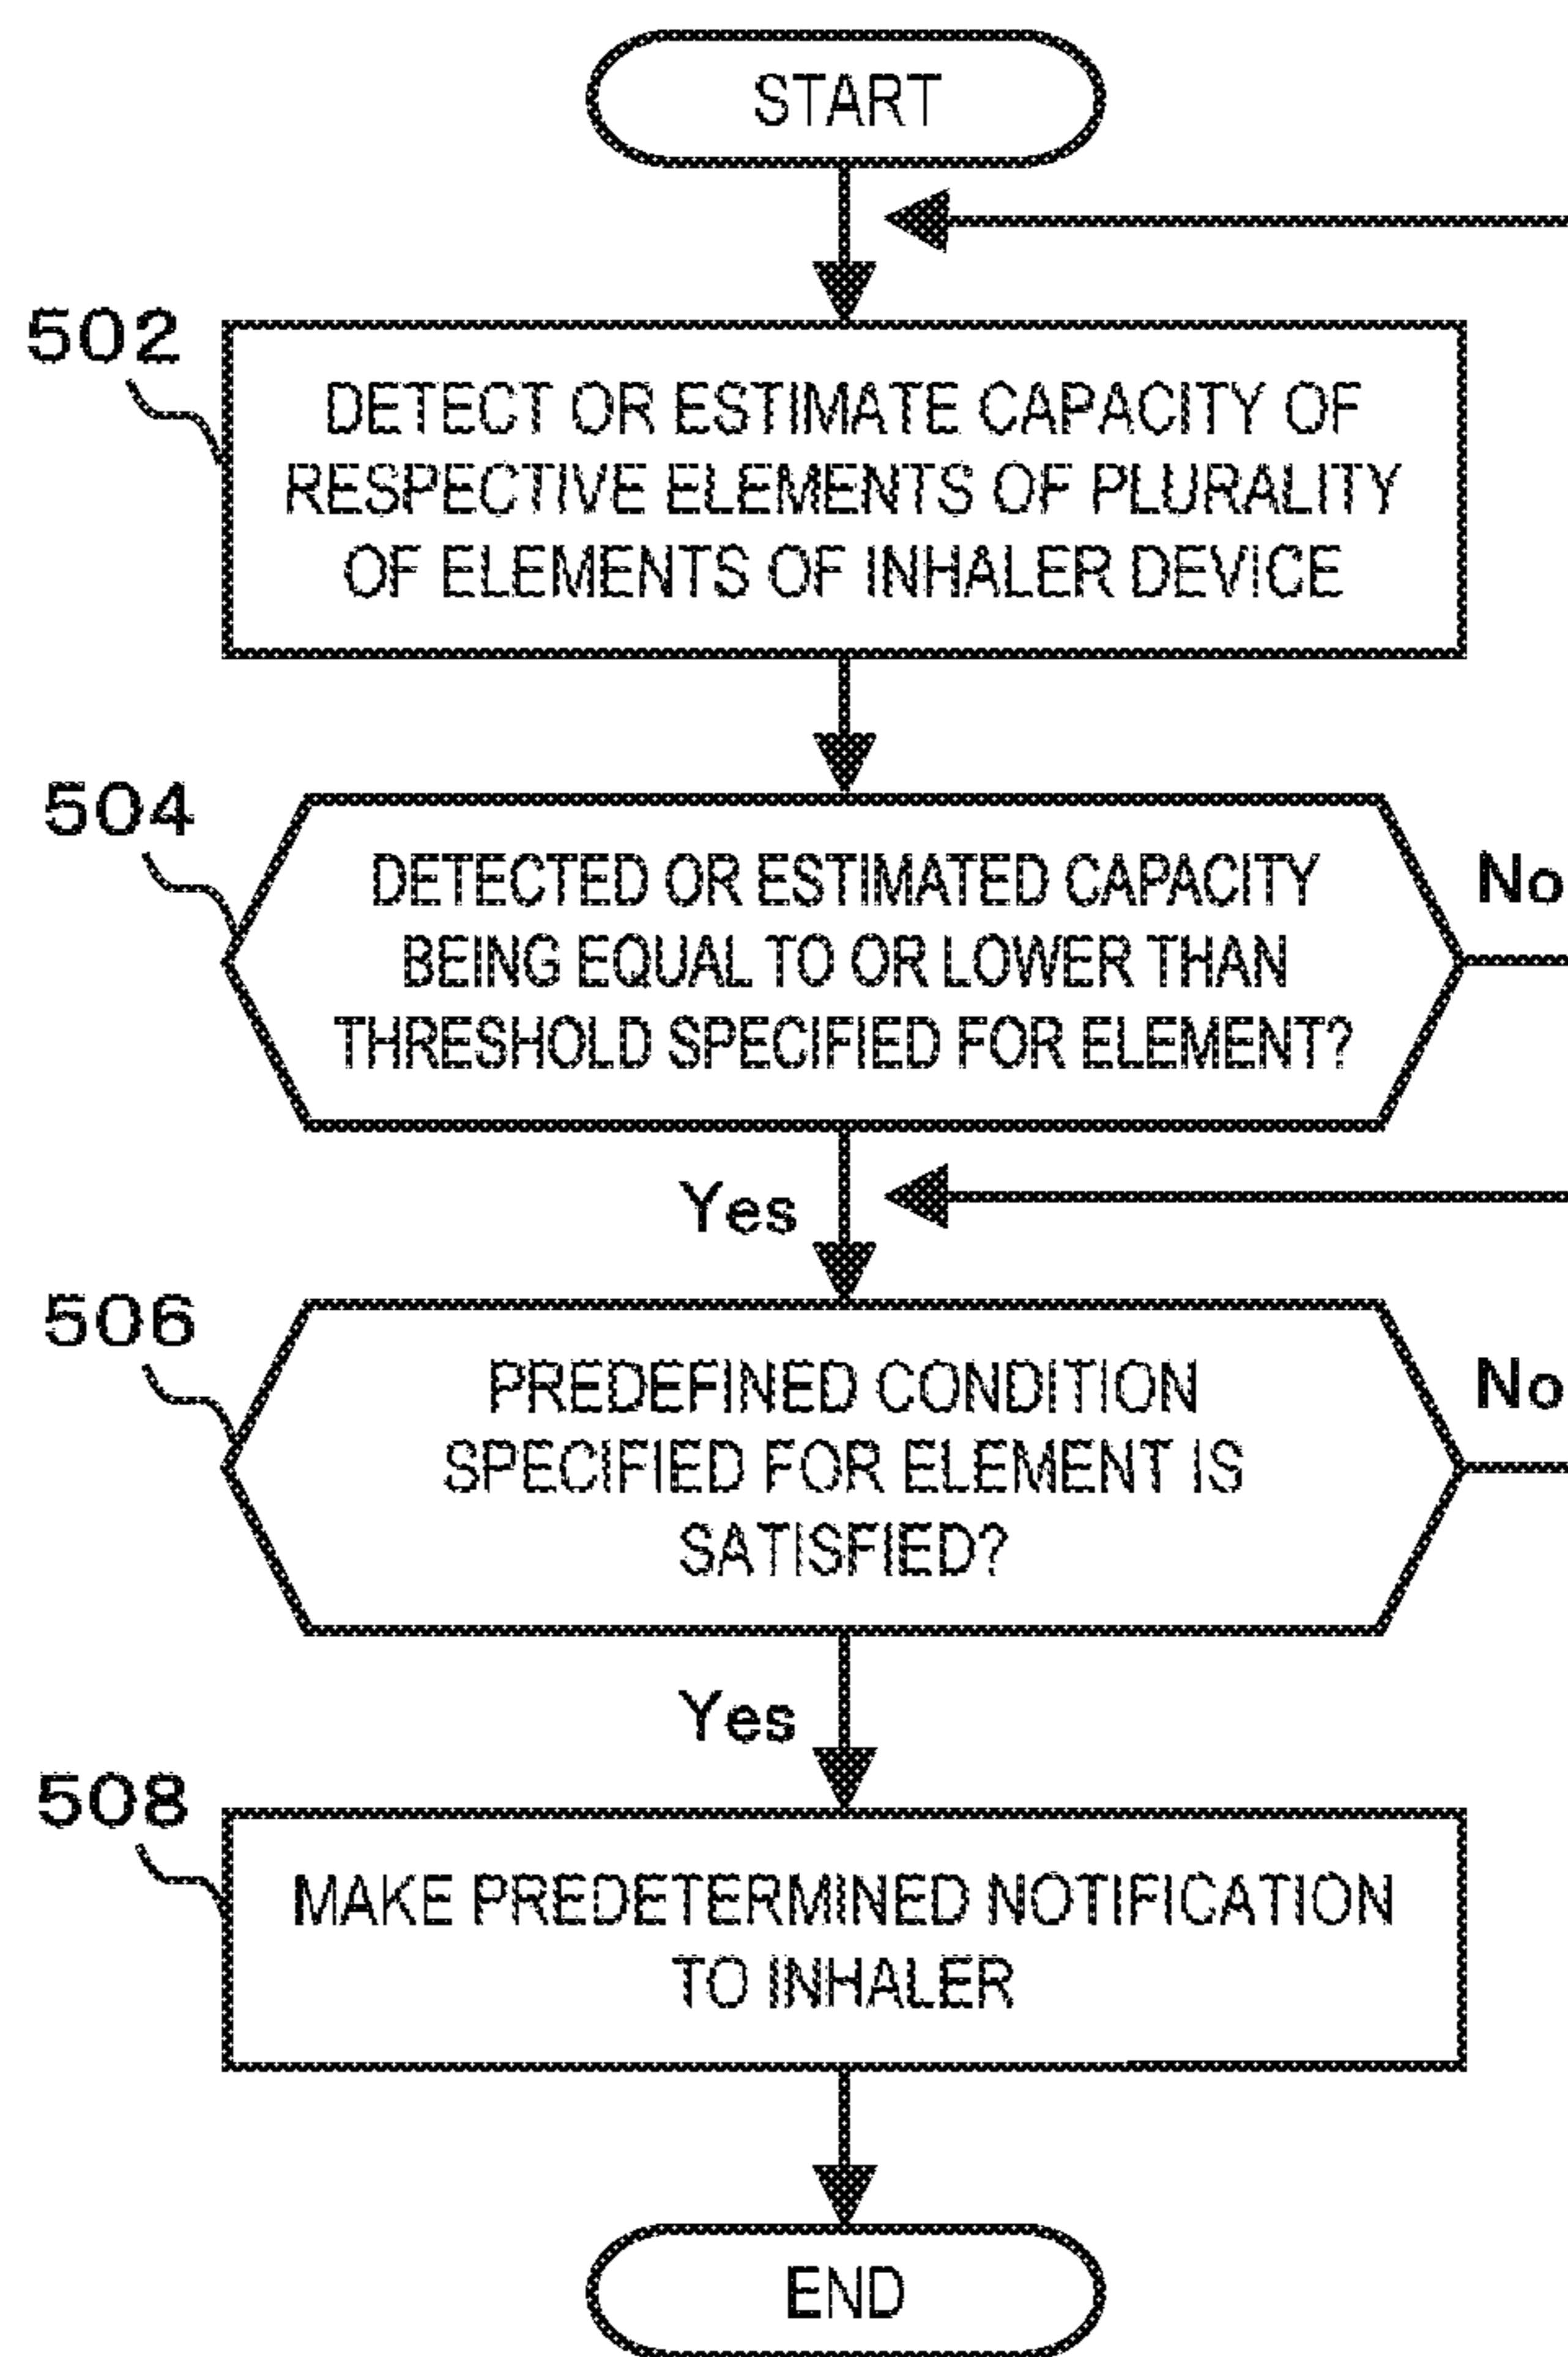 START
502
DETECT OR ESTIMATE CAPACITY OF
RESPECTIVE ELEMENTS OF PLURALITY
OF ELEMENTS OF INHALER DEVICE
504
DETECTED OR ESTIMATED CAPACITY
BEING EQUAL TO OR LOWER THAN
THRESHOLD SPECIFIED FOR ELEMENT?
No
Yes
506
PREDEFINED CONDITION
SPECIFIED FOR ELEMENT IS
SATISFIED?
No
Yes
508
MAKE PREDETERMINED NOTIFICATION
TO INHALER
END